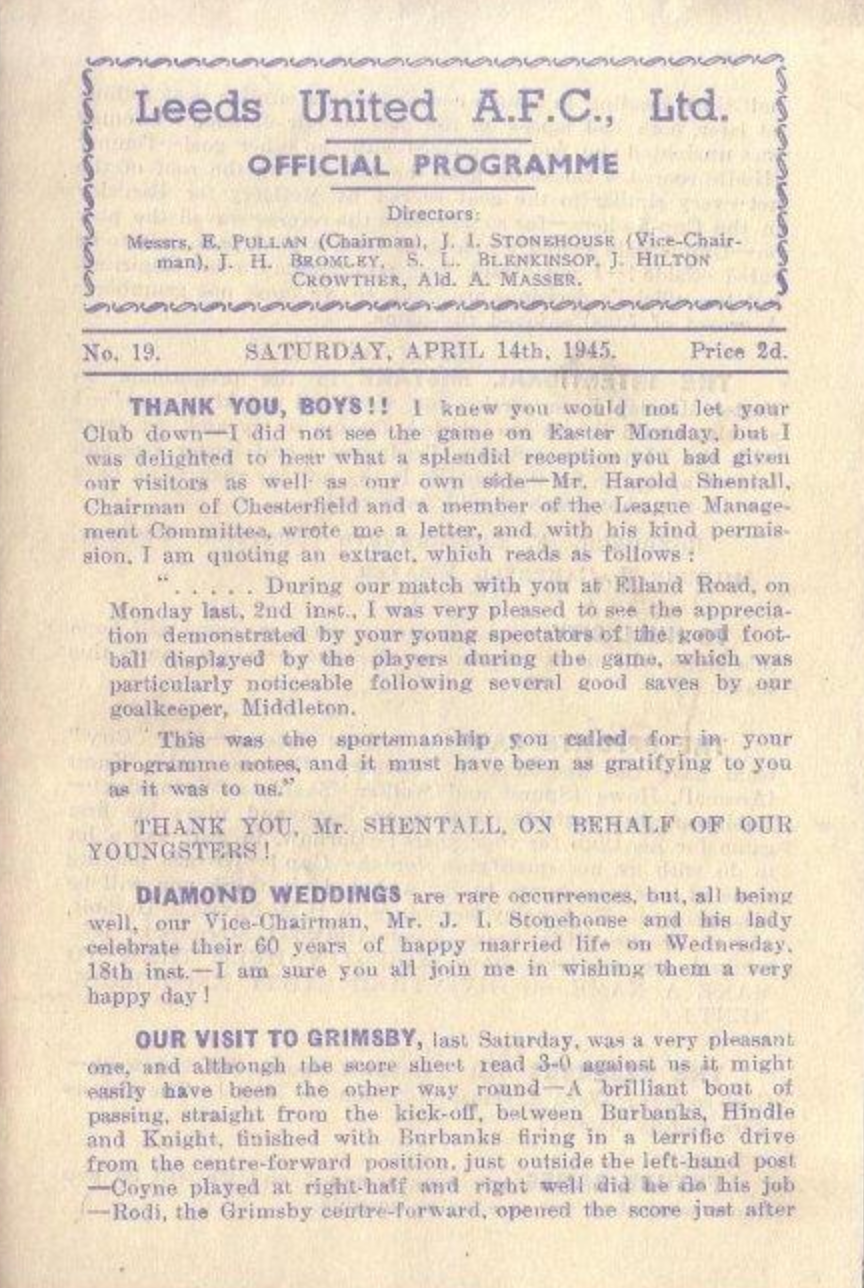 Leeds United A.F.C., Ltd.
OFFICIAL PROGRAMME
Directors:
Messrs, E. PULLAN (Chairman), J. I. STONEHOUSE (Vice-Chair-
man), J. H. BROMLEY, S. L. BLENKINSOP, J. HILTON
CROWTHER, Ald. A. MASSER.
No. 19. SATURDAY, APRIL 14th, 1945. Price 2d.
THANK YOU, BOYS!! I knew you would not let your
Club down—I did not see the game on Easter Monday, but I
was delighted to hear what a splendid reception you had given
our visitors as well as our own side—Mr. Harold Shentall,
Chairman of Chesterfield and a member of the League Manage-
ment Committee, wrote me a letter, and with his kind permis-
sion, I am quoting an extract, which reads as follows :
“. . . . . During our match with you at Elland Road, on
Monday last, 2nd inst., I was very pleased to see the apprecia-
tion demonstrated by your young spectators of the good foot-
ball displayed by the players during the game, which was
particularly noticeable following several good saves by our
goalkeeper, Middleton.
“This was the sportsmanship you called for in your
programme notes, and it must have been as gratifying to you
as it was to us.”
THANK YOU, Mr. SHENTALL, ON BEHALF OF OUR
YOUNGSTERS !
DIAMOND WEDDINGS are rare occurrences, but, all being
well, our Vice-Chairman, Mr. J. I. Stonehouse and his lady
celebrate their 60 years of happy married life on Wednesday,
18th inst.—I am sure you all join me in wishing them a very
happy day !
OUR VISIT TO GRIMSBY, last Saturday, was a very pleasant
one, and although the score sheet read 3-0 against us it might
easily have been the other way round—A brilliant bout of
passing, straight from the kick-off, between Burbanks, Hindle
and Knight, finished with Burbanks firing in a terrific drive
from the centre-forward position, just outside the left-hand post
—Coyne played at right-half and right well did he do his job
—Rodi, the Grimsby centre-forward, opened the score just after